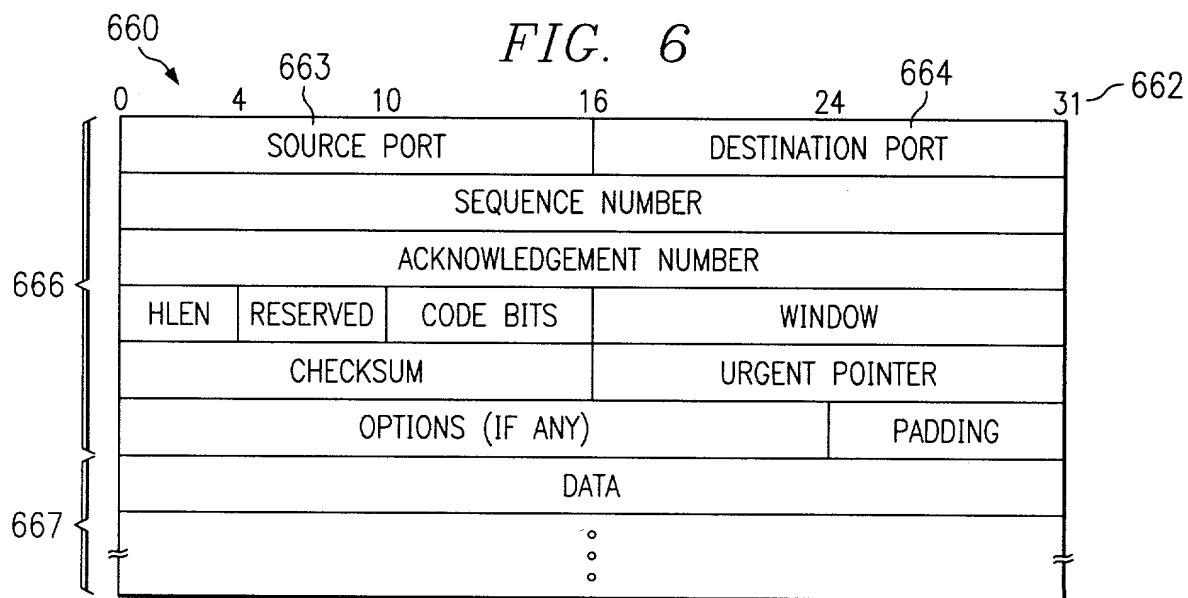 FIG. 6
660
663
664
0 4 10 16 24 31 662
SOURCE PORT DESTINATION PORT
SEQUENCE NUMBER
ACKNOWLEDGEMENT NUMBER
666
HLEN RESERVED CODE BITS WINDOW
CHECKSUM URGENT POINTER
OPTIONS (IF ANY) PADDING
DATA
667